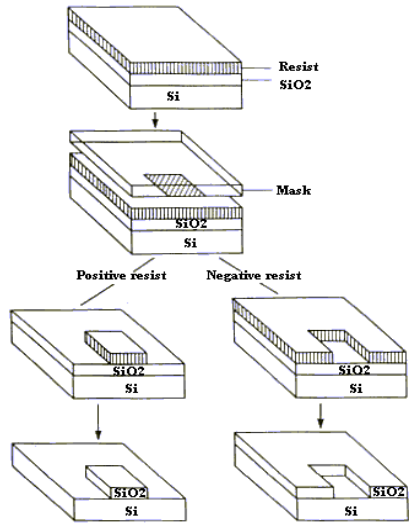 Resist
SiO2
Si
Mask
SiO2
Si
Positive resist
Negative resist
SiO2
Si
SiO2
Si
SiO2
Si
SiO2
Si